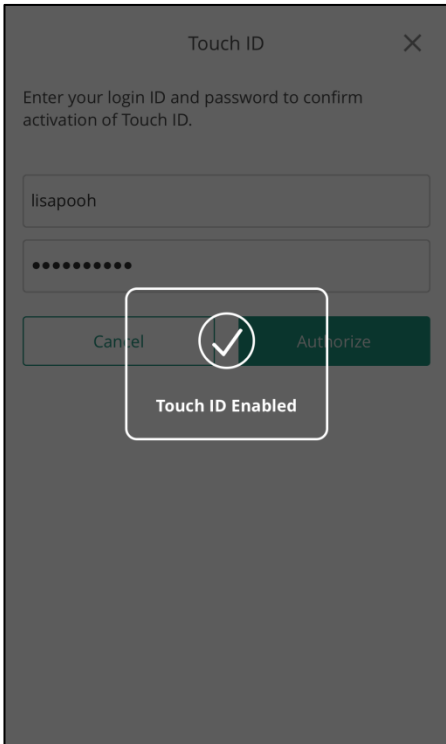 Touch ID
Enter your login ID and password to confirm
activation of Touch ID.
lisapooh
••••••••••
Cancel
Authorize
Touch ID Enabled